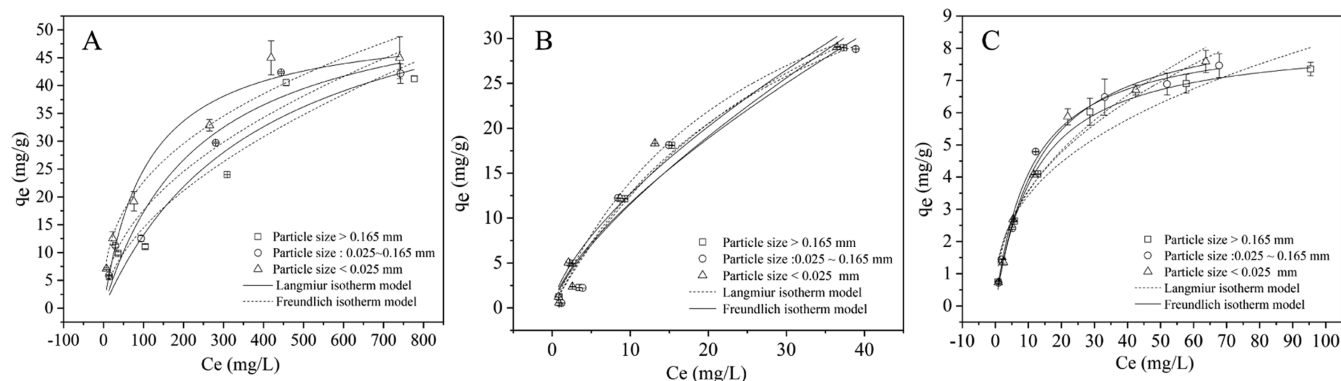 A
50
45
40
35
30
25
20
15
10
5
0
qe (mg/g)
Particle size > 0.165 mm
Particle size : 0.025~0.165 mm
Particle size < 0.025 mm
Langmuir isotherm model
Freundlich isotherm model
-100 0 100 200 300 400 500 600 700 800
Ce (mg/L)
B
30
25
20
15
10
5
0
qe (mg/g)
Particle size > 0.165 mm
Particle size :0.025 ~ 0.165 mm
Particle size < 0.025 mm
Langmiur isotherm model
Freundlich isotherm model
0 10 20 30 40
Ce (mg/L)
C
9
8
7
6
5
4
3
2
1
0
qe (mg/g)
Particle size > 0.165 mm
Particle size :0.025 ~ 0.165 mm
Particle size < 0.025 mm
Langmiur isotherm model
Freundlich isotherm model
-10 0 10 20 30 40 50 60 70 80 90 100
Ce (mg/L)